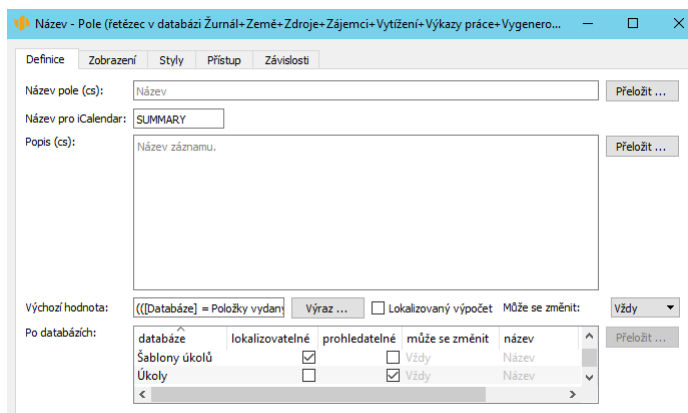 Název - Pole (řetězec v databázi Žurnál+Země+Zdroje+Zájemci+Vytížení+Výkazy práce+Vygenero...
Definice Zobrazení Styly Přístup Závislosti
Název pole (cs): Název Přeložit ...
Název pro iCalendar: SUMMARY
Popis (cs): Název záznamu. Přeložit ...
Výchozí hodnota: (([Databáze] = Položky vydaný Výraz ... Lokalizovaný výpočet Může se změnit: Vždy
Po databázích: Přeložit ...
databáze lokalizovatelné prohledatelné může se změnit název
Šablony úkolů Vždy Název
Úkoly Vždy Název